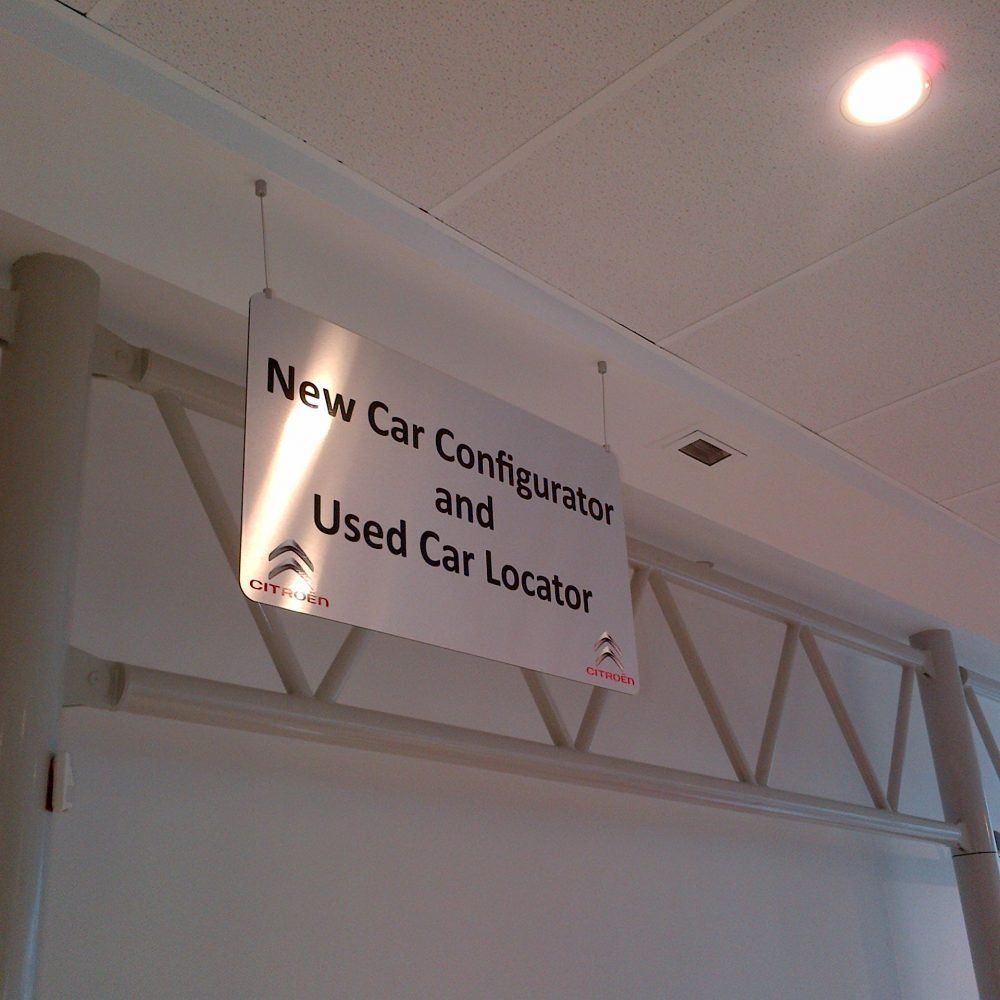 New Car Configurator
and
Used Car Locator
CITROËN
CITROËN